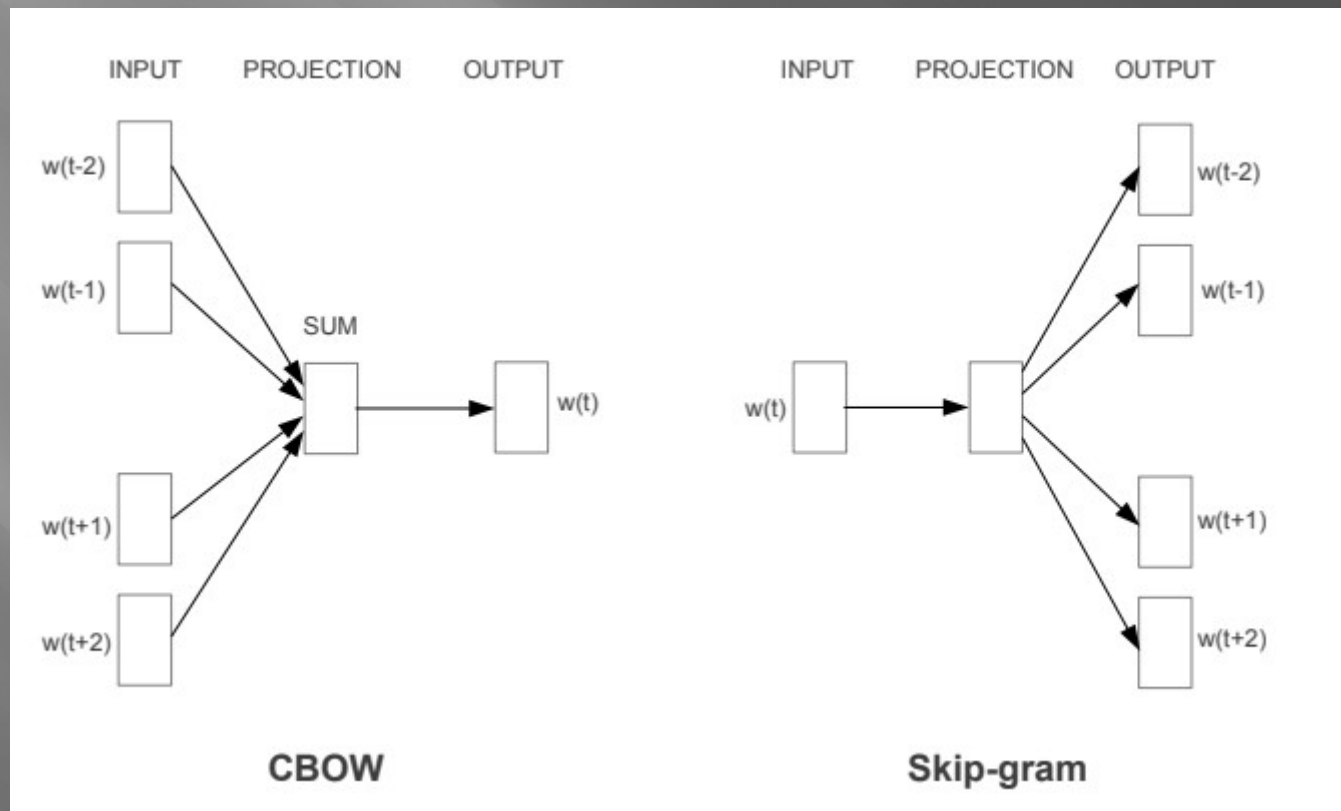 INPUT PROJECTION OUTPUT
w(t-2)
w(t-1)
SUM
w(t)
w(t+1)
w(t+2)
CBOW
INPUT PROJECTION OUTPUT
w(t-2)
w(t-1)
w(t)
w(t+1)
w(t+2)
Skip-gram